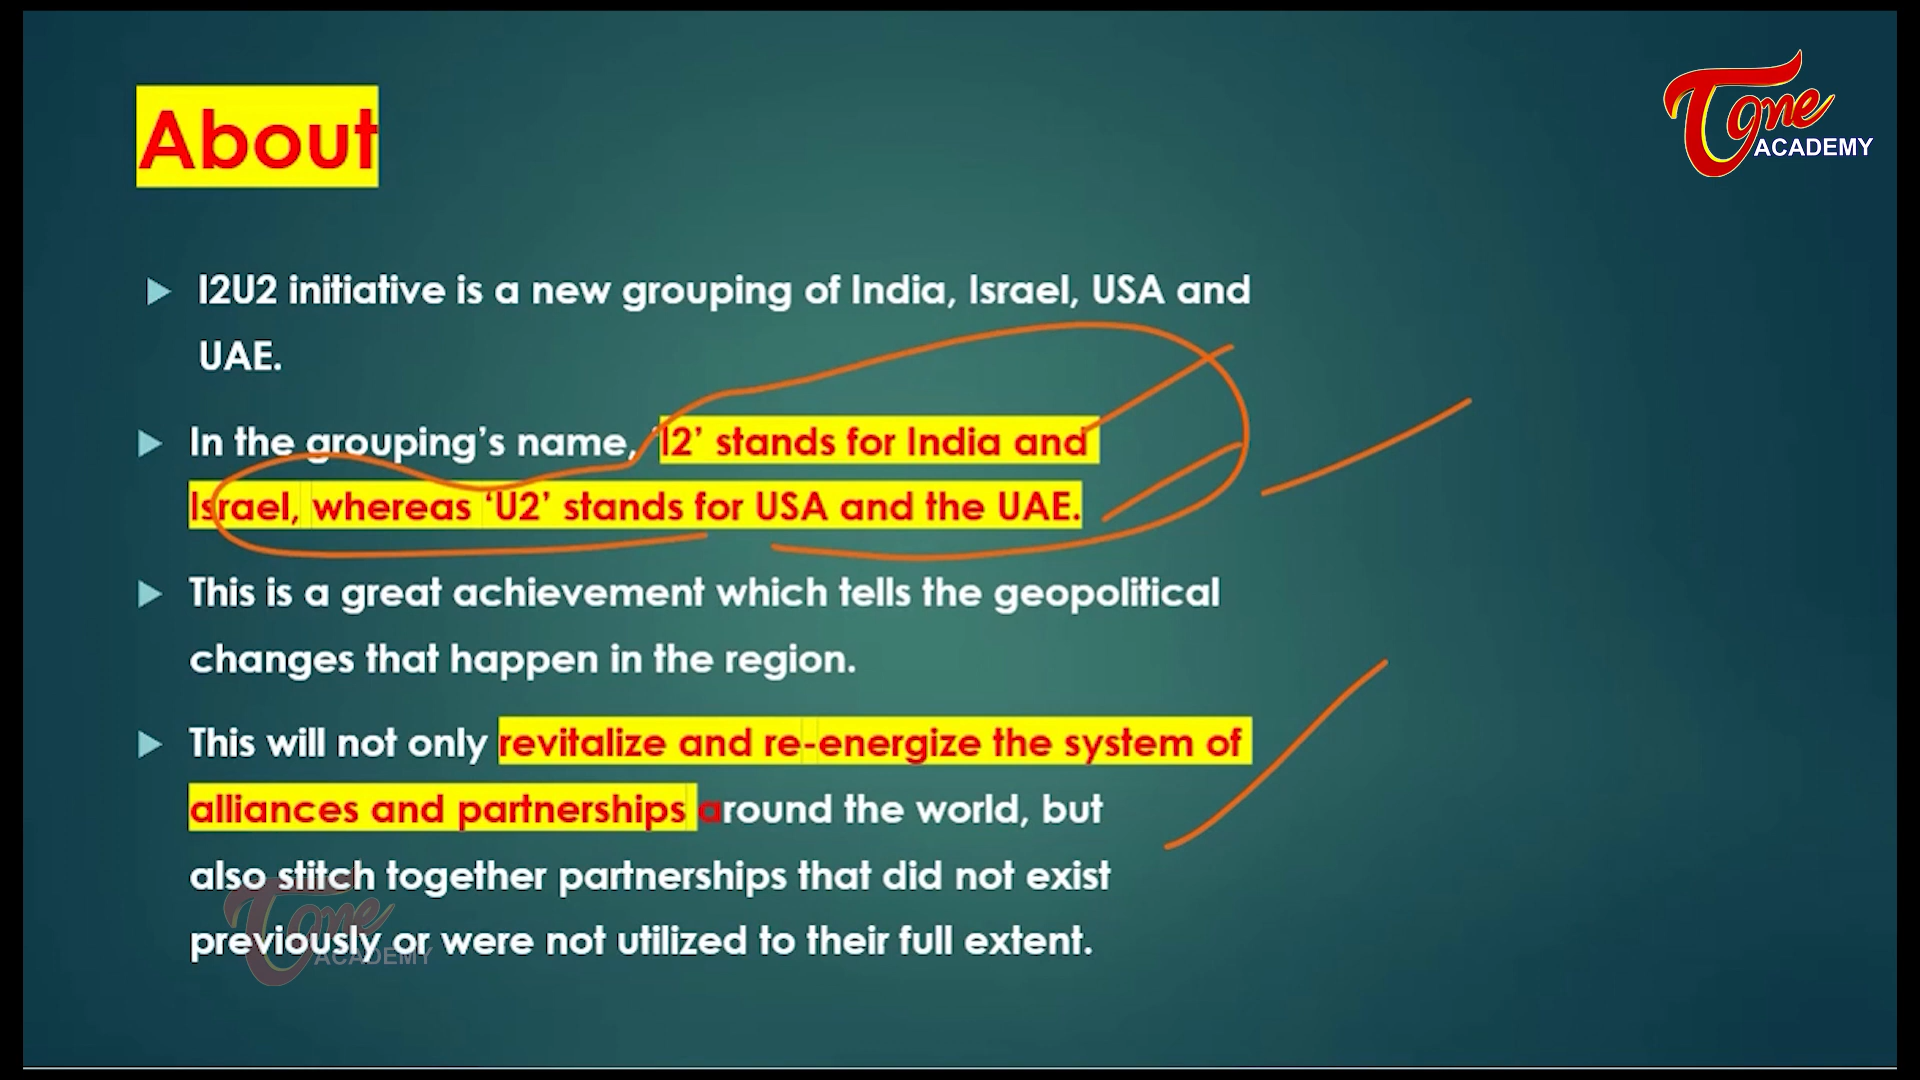 About
Tone
ACADEMY
I2U2 initiative is a new grouping of India, Israel, USA and
UAE.
In the grouping’s name, ‘I2’ stands for India and
Israel, whereas ‘U2’ stands for USA and the UAE.
This is a great achievement which tells the geopolitical
changes that happen in the region.
This will not only revitalize and re-energize the system of
alliances and partnerships around the world, but
also stitch together partnerships that did not exist
previously or were not utilized to their full extent.
Tone
ACADEMY